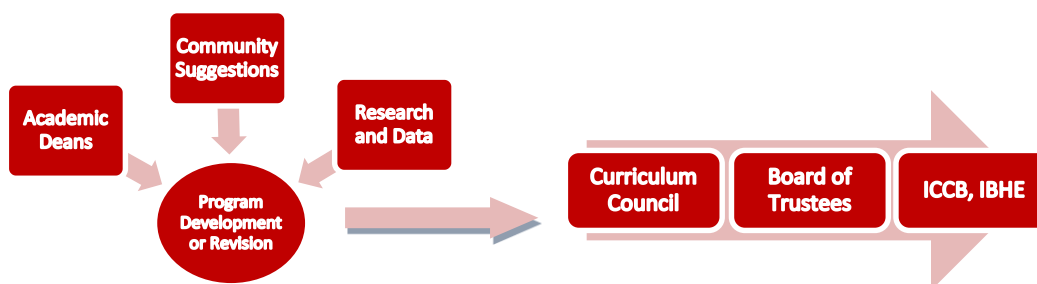 Community
Suggestions
Academic
Deans
Research
and Data
Program
Development
or Revision
Curriculum
Council
Board of
Trustees
ICCB, IBHE